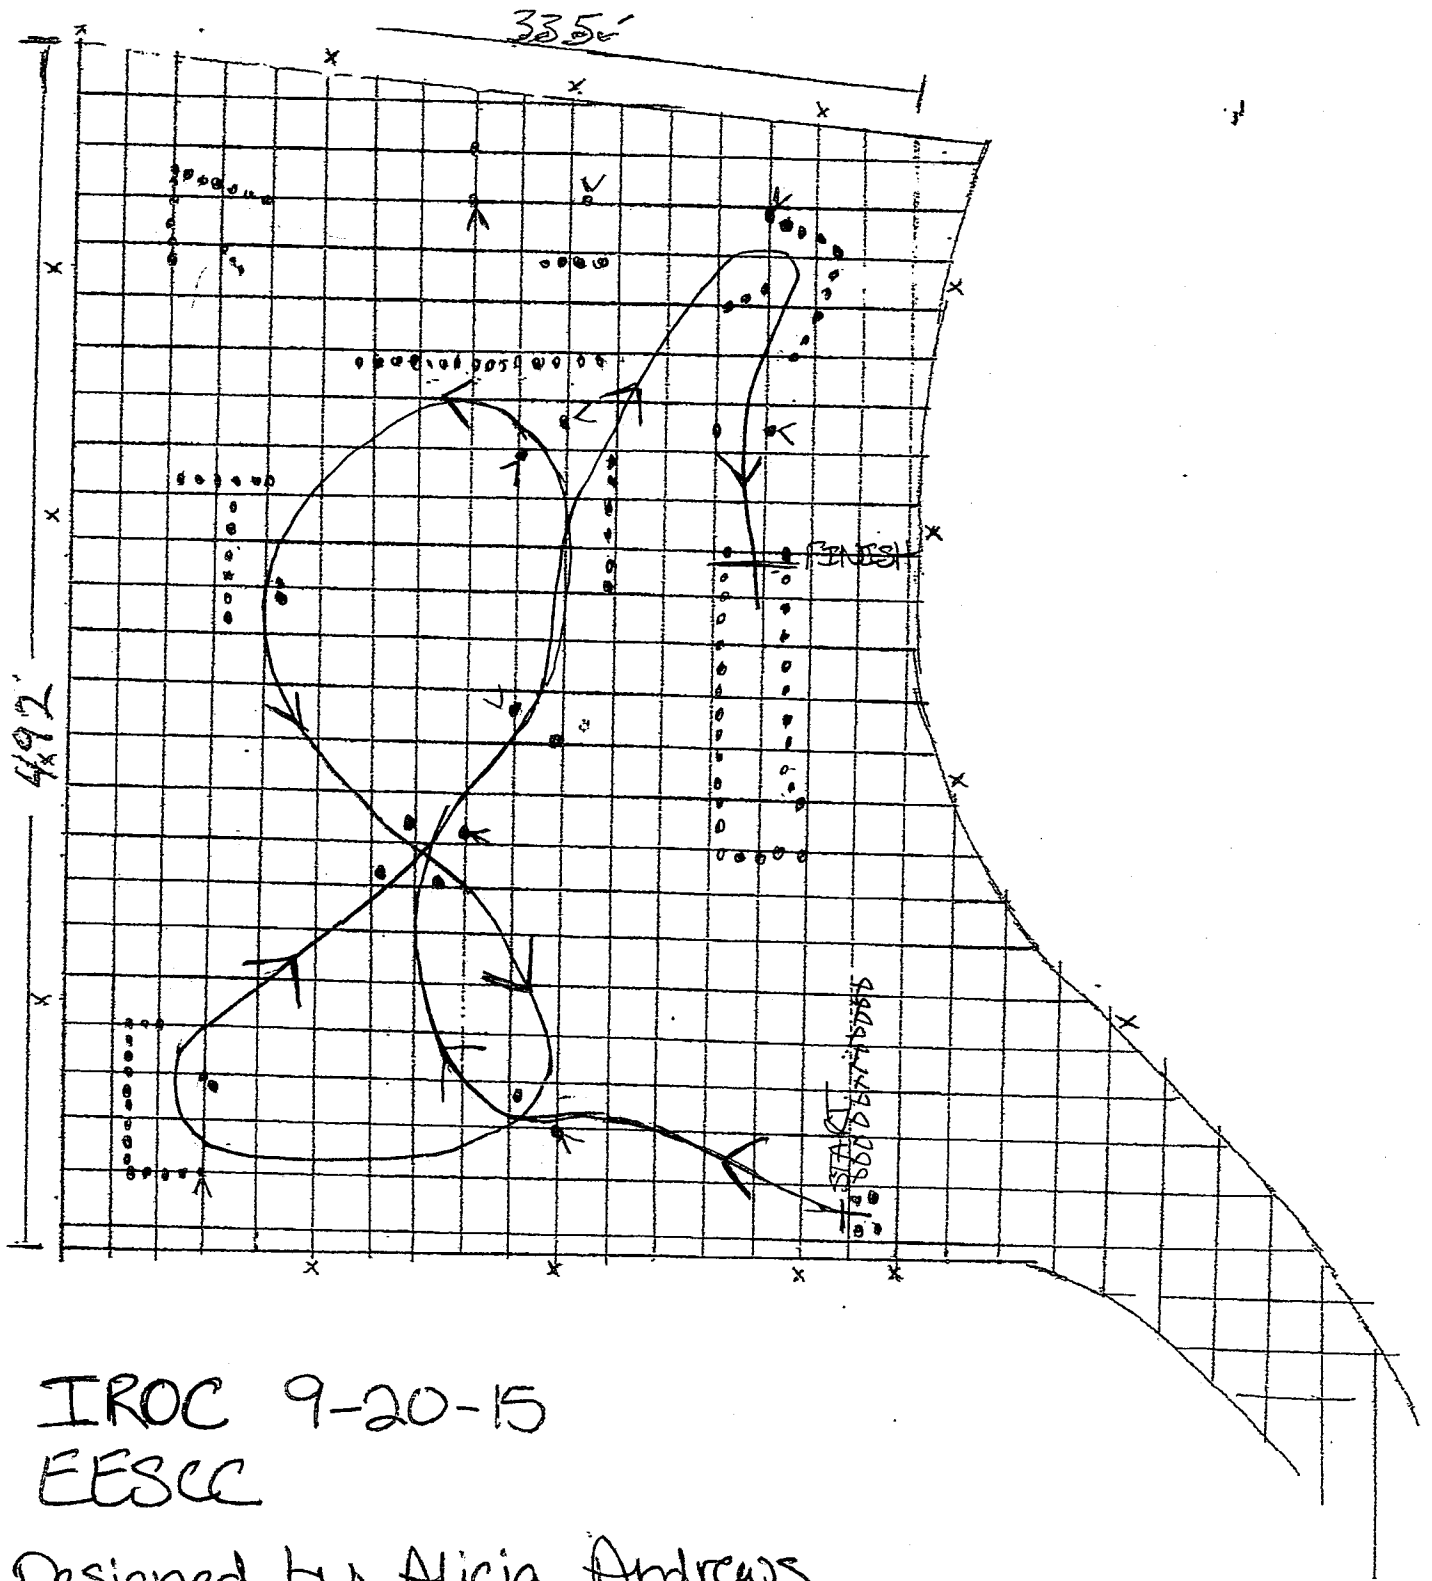 335'
492'
FINISH
START
IROC 9-20-15
EESCC
Designed by: Alicia Andrews